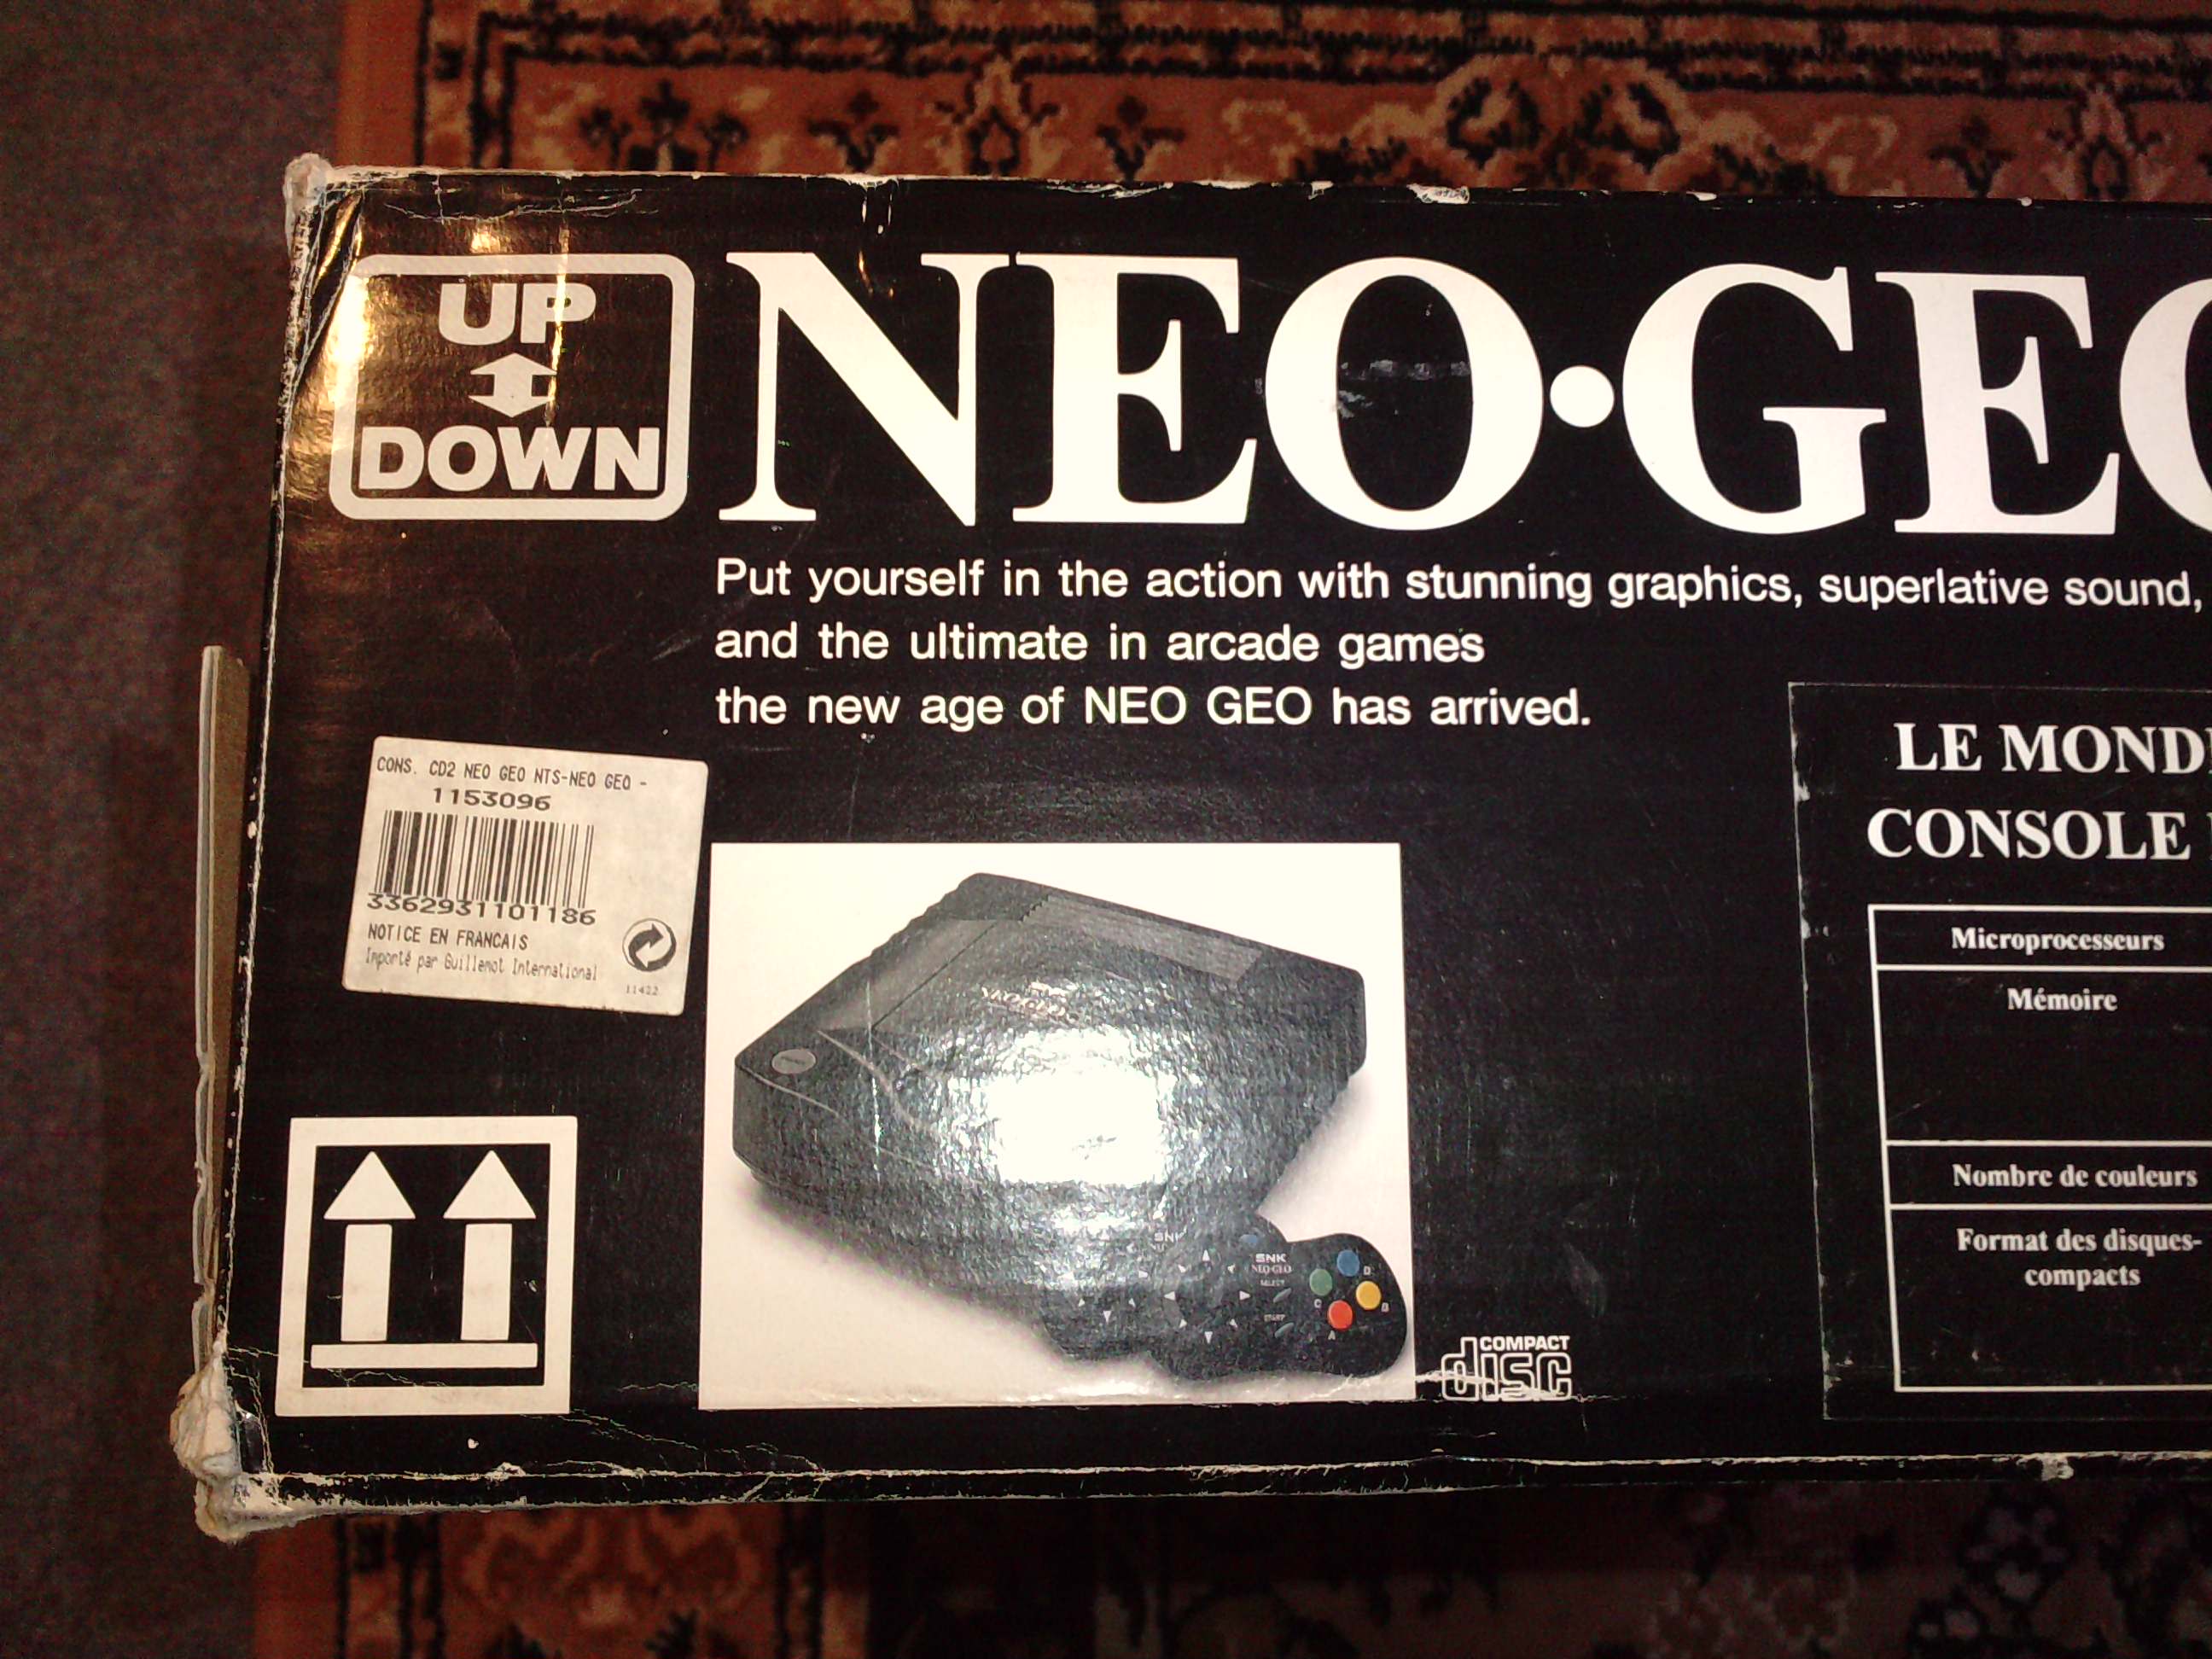 UP
DOWN
NEO·GEO
Put yourself in the action with stunning graphics, superlative sound,
and the ultimate in arcade games
the new age of NEO GEO has arrived.
CONS. CD2 NEO GEO NTS-NEO GEO -
1153096
3362931101186
NOTICE EN FRANCAIS
Importé par Guillemot International
11422
SNK
NEO·GEO
SELECT
START
D
C
B
A
COMPACT
disc
LE MOND
CONSOLE
Microprocesseurs
Mémoire
Nombre de couleurs
Format des disques-
compacts